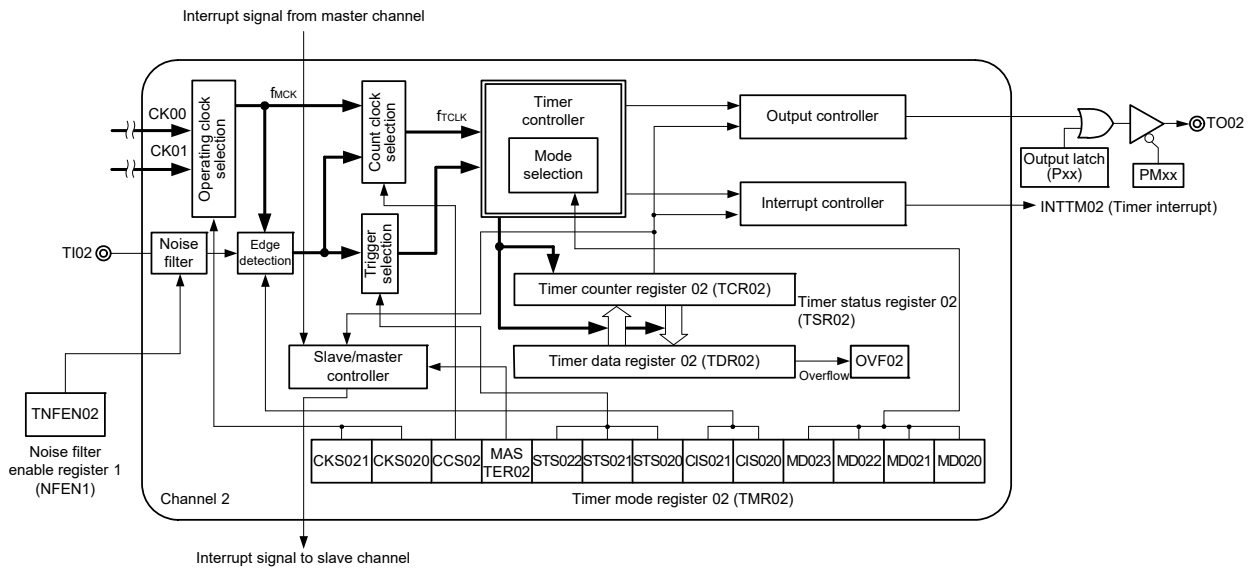 Interrupt signal from master channel
CK00
CK01
Operating clock
selection
fMCK
Count clock
selection
fTCLK
Timer
controller
Mode
selection
Output controller
Output latch
(Pxx)
PMxx
TO02
Interrupt controller
INTTM02 (Timer interrupt)
TI02
Noise
filter
Edge
detection
Trigger
selection
Timer counter register 02 (TCR02)
Timer status register 02
(TSR02)
Slave/master
controller
Timer data register 02 (TDR02)
Overflow
OVF02
TNFEN02
Noise filter
enable register 1
(NFEN1)
CKS021 CKS020 CCS02 MAS
TER02 STS022 STS021 STS020 CIS021 CIS020 MD023 MD022 MD021 MD020
Channel 2
Timer mode register 02 (TMR02)
Interrupt signal to slave channel